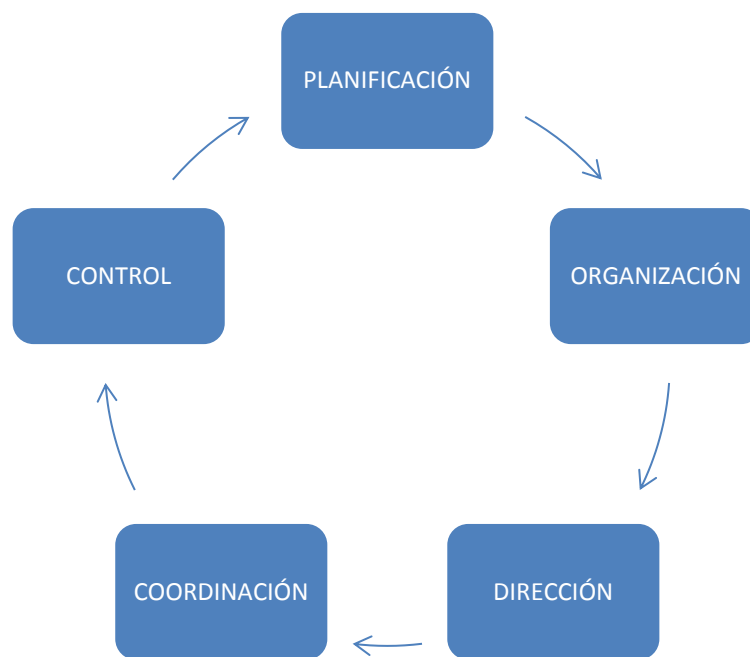 PLANIFICACIÓN
ORGANIZACIÓN
DIRECCIÓN
COORDINACIÓN
CONTROL